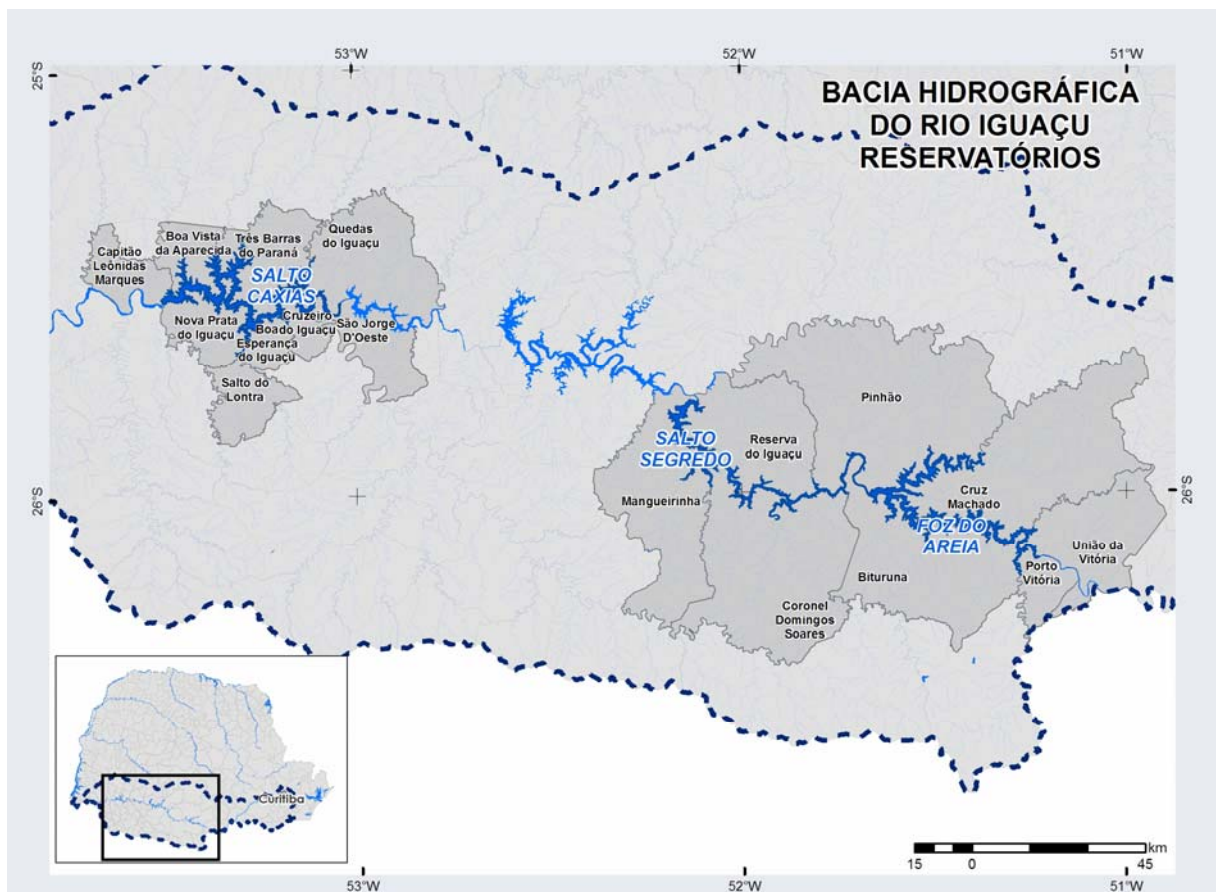 53°W
52°W
51°W
25°S
BACIA HIDROGRÁFICA
DO RIO IGUAÇU
RESERVATÓRIOS
Boa Vista
da Aparecida
Três Barras
do Paraná
Quedas
do Iguaçu
Capitão
Leônidas
Marques
SALTO
CAXIAS
Nova Prata
do Iguaçu
Cruzeiro
Boado Iguaçu
Esperança
do Iguaçu
São Jorge
D'Oeste
Salto do
Lontra
Pinhão
SALTO
SEGREDO
Reserva
do Iguaçu
Mangueirinha
Cruz
Machado
FOZ DO
AREIA
26°S
26°S
União da
Vitória
Porto
Vitória
Bituruna
Coronel
Domingos
Soares
Curitiba
km
15
0
45
53°W
52°W
51°W